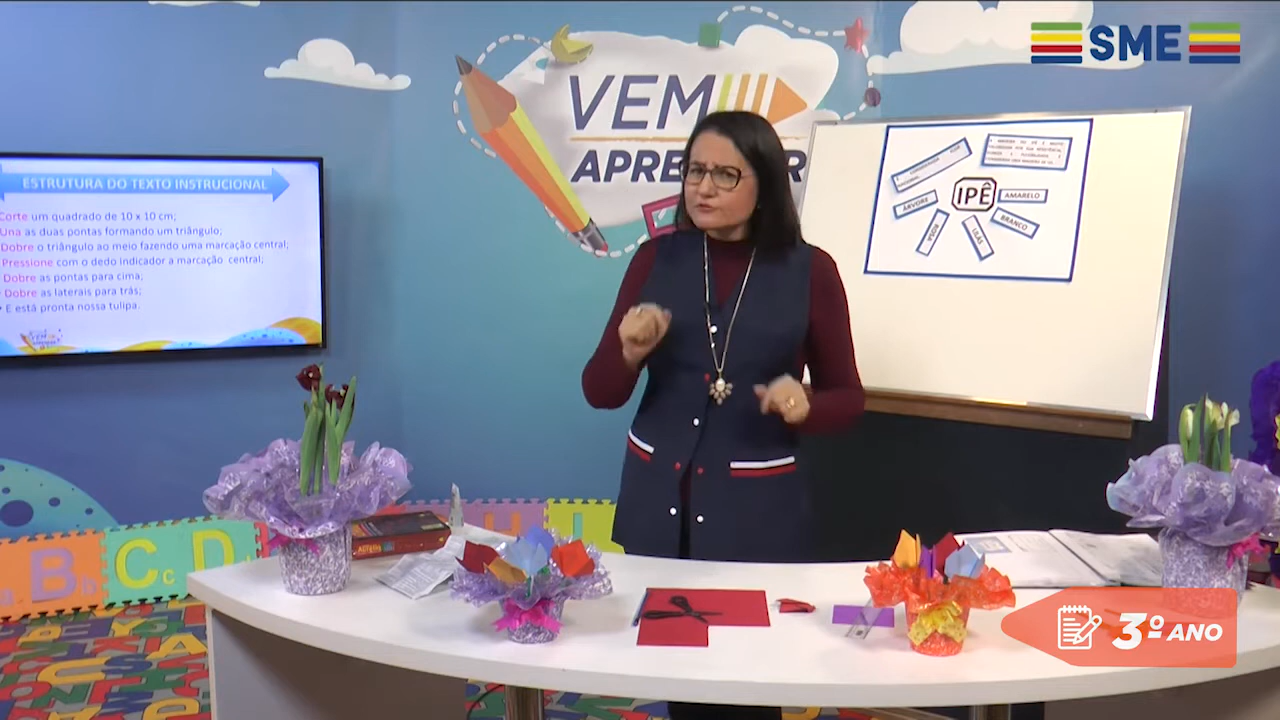 SME
VEM
APRENDER
ESTRUTURA DO TEXTO INSTRUCIONAL
Corte um quadrado de 10 x 10 cm;
Una as duas pontas formando um triângulo;
Dobre o triângulo ao meio fazendo uma marcação central;
Pressione com o dedo indicador a marcação central;
Dobre as pontas para cima;
Dobre as laterais para trás;
• E está pronta nossa tulipa.
IPÊ
AMARELO
ÁRVORE
BRANCO
ROSA
LILÁS
B
C c
D
3º ANO